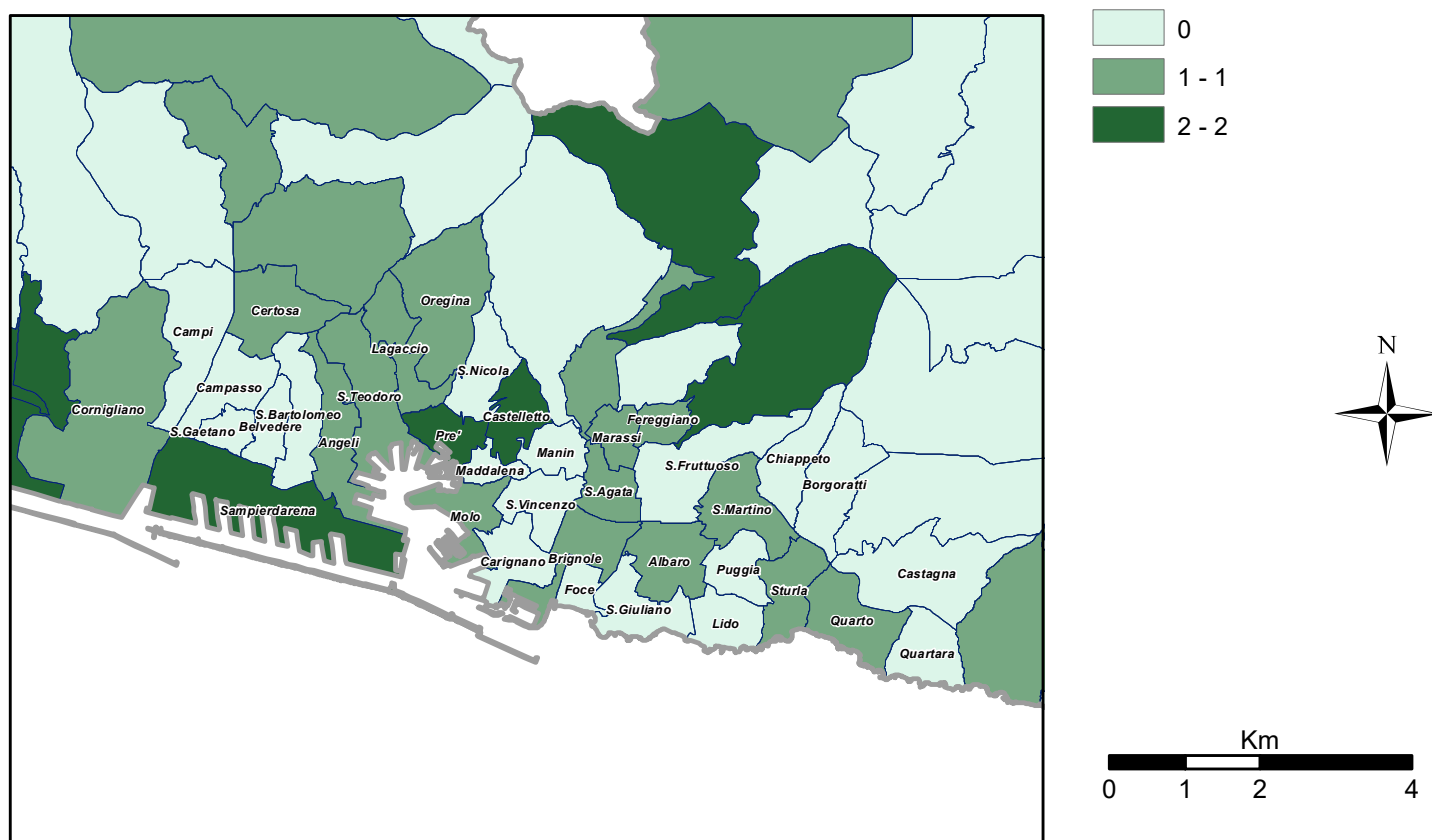 0
1 - 1
2 - 2
Oregina
Certosa
Campi
Lagaccio
S.Nicola
Campasso
S.Teodoro
Cornigliano
S.Bartolomeo
Castelletto
Fereggiano
Belvedere
S.Gaetano
Pre'
Marassi
Angeli
Manin
Chiappeto
S.Fruttuoso
Maddalena
Borgoratti
S.Agata
S.Vincenzo
Sampierdarena
S.Martino
Molo
Brignole
Carignano
Albaro
Puggia
Castagna
Foce
Sturla
S.Giuliano
Lido
Quarto
Quartara
N
Km
0 1 2 4